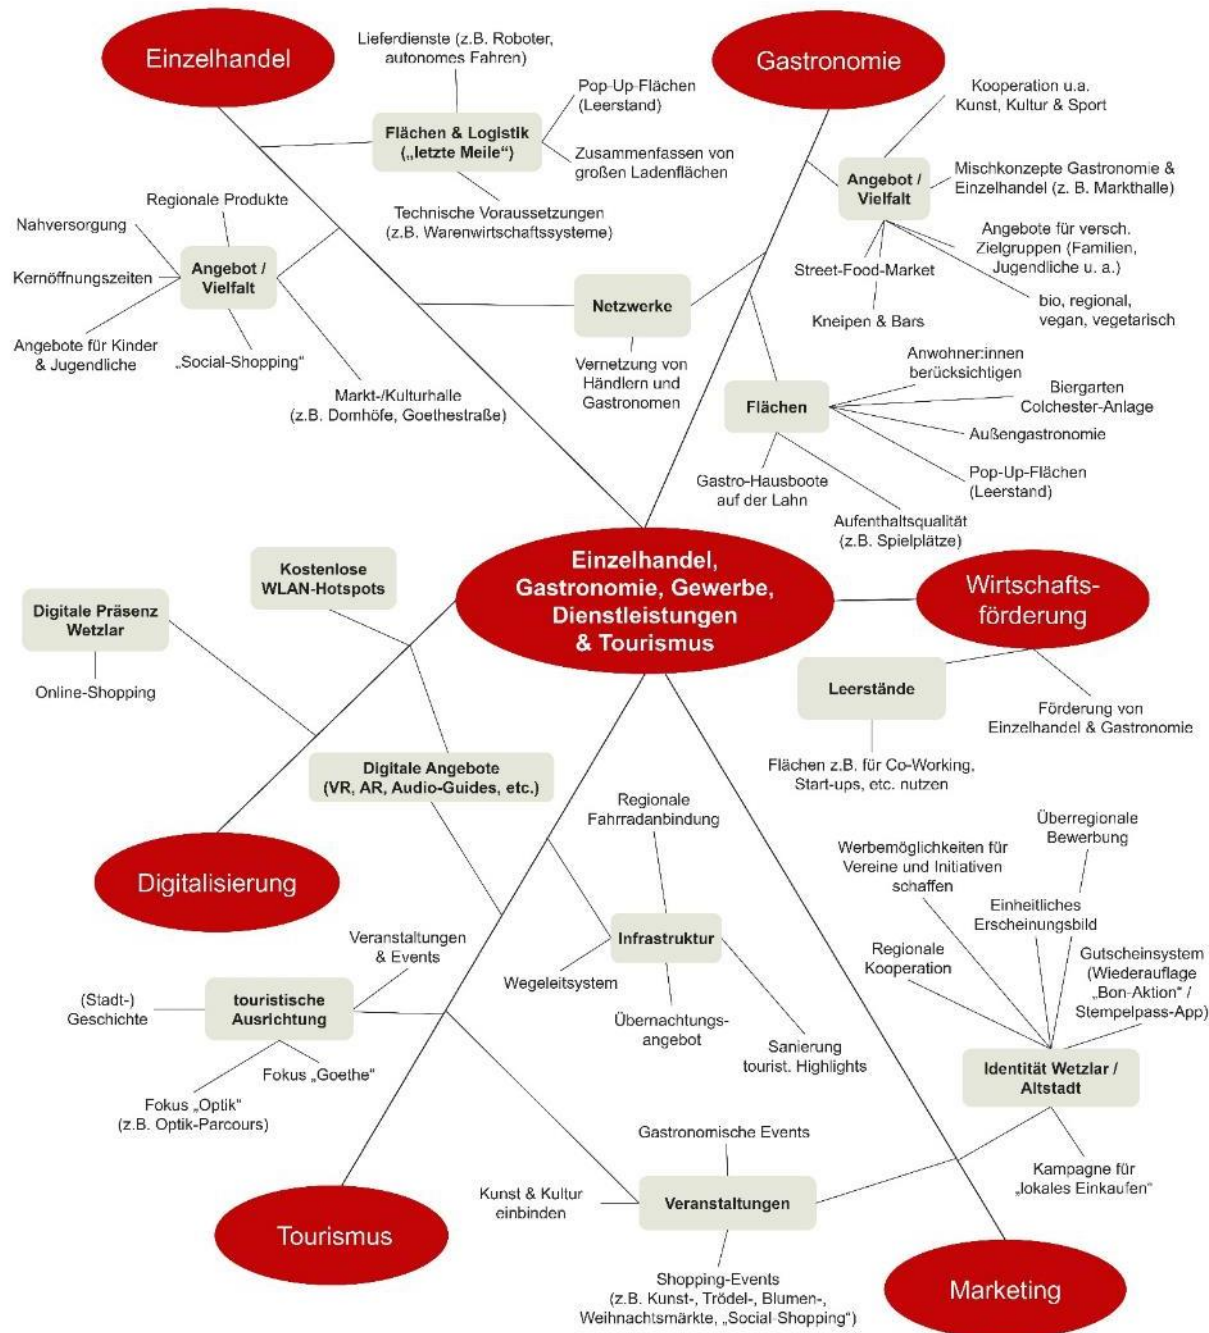 Einzelhandel
Lieferdienste (z.B. Roboter,
autonomes Fahren)
Pop-Up-Flächen
(Leerstand)
Flächen & Logistik
(„letzte Meile“)
Zusammenfassen von
großen Ladenflächen
Technische Voraussetzungen
(z.B. Warenwirtschaftssysteme)
Regionale Produkte
Nahversorgung
Kernöffnungszeiten
Angebot /
Vielfalt
Angebote für Kinder
& Jugendliche
„Social-Shopping“
Markt-/Kulturhalle
(z.B. Domhöfe, Goethestraße)
Netzwerke
Vernetzung von
Händlern und
Gastronomen
Gastronomie
Kooperation u.a.
Kunst, Kultur & Sport
Angebot /
Vielfalt
Mischkonzepte Gastronomie &
Einzelhandel (z. B. Markthalle)
Angebote für versch.
Zielgruppen (Familien,
Jugendliche u. a.)
Street-Food-Market
bio, regional,
vegan, vegetarisch
Kneipen & Bars
Anwohner:innen
berücksichtigen
Biergarten
Colchester-Anlage
Flächen
Außengastronomie
Pop-Up-Flächen
(Leerstand)
Gastro-Hausboote
auf der Lahn
Aufenthaltsqualität
(z.B. Spielplätze)
Einzelhandel,
Gastronomie, Gewerbe,
Dienstleistungen
& Tourismus
Wirtschafts-
förderung
Leerstände
Förderung von
Einzelhandel & Gastronomie
Flächen z.B. für Co-Working,
Start-ups, etc. nutzen
Kostenlose
WLAN-Hotspots
Digitale Präsenz
Wetzlar
Online-Shopping
Digitale Angebote
(VR, AR, Audio-Guides, etc.)
Digitalisierung
Regionale
Fahrradanbindung
Infrastruktur
Wegeleitsystem
Übernachtungs-
angebot
Sanierung
tourist. Highlights
Veranstaltungen
& Events
(Stadt-)
Geschichte
touristische
Ausrichtung
Fokus „Goethe“
Fokus „Optik“
(z.B. Optik-Parcours)
Tourismus
Überregionale
Bewerbung
Werbemöglichkeiten für
Vereine und Initiativen
schaffen
Einheitliches
Erscheinungsbild
Regionale
Kooperation
Gutscheinsystem
(Wiederauflage
„Bon-Aktion“ /
Stempelpass-App)
Identität Wetzlar /
Altstadt
Kampagne für
„lokales Einkaufen“
Gastronomische Events
Kunst & Kultur
einbinden
Veranstaltungen
Shopping-Events
(z.B. Kunst-, Trödel-, Blumen-,
Weihnachtsmärkte, „Social-Shopping“)
Marketing